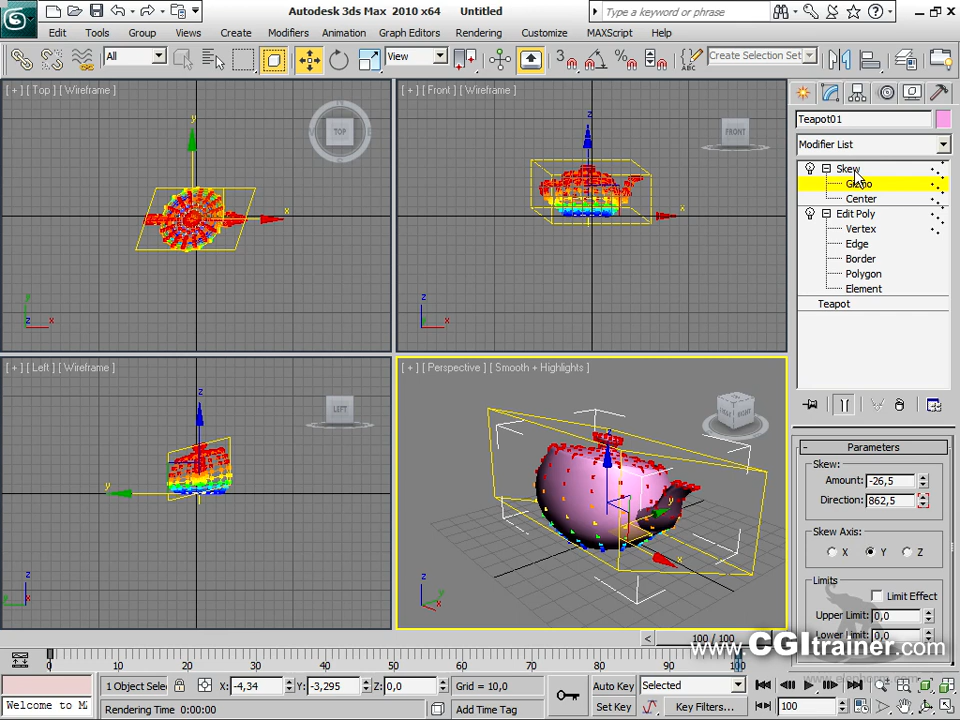 Autodesk 3ds Max 2010 x64 Untitled
Type a keyword or phrase
Edit Tools Group Views Create Modifiers Animation Graph Editors Rendering Customize MAXScript Help
All View 3 Create Selection Set
[ + ] [ Top ] [ Wireframe ]
[ + ] [ Front ] [ Wireframe ]
TOP
FRONT
y
x
z
x
z
x
z
x
Teapot01
Modifier List
Skew
Gizmo
Center
Edit Poly
Vertex
Edge
Border
Polygon
Element
Teapot
[ + ] [ Left ] [ Wireframe ]
[ + ] [ Perspective ] [ Smooth + Highlights ]
LEFT
RIGHT
z
y
y
x
z
z
Parameters
Skew:
Amount: -26,5
Direction: 862,5
Skew Axis:
X Y Z
Limits
Limit Effect
Upper Limit: 0,0
Lower Limit: 0,0
< 100 / 100
www.CGItrainer.com
0 10 20 30 40 50 60 70 80 90 100
1 Object Selec X: -4,34 Y: -3,295 Z: 0,0 Grid = 10,0 Auto Key Selected
Welcome to M Rendering Time 0:00:00 Add Time Tag Set Key Key Filters... 100